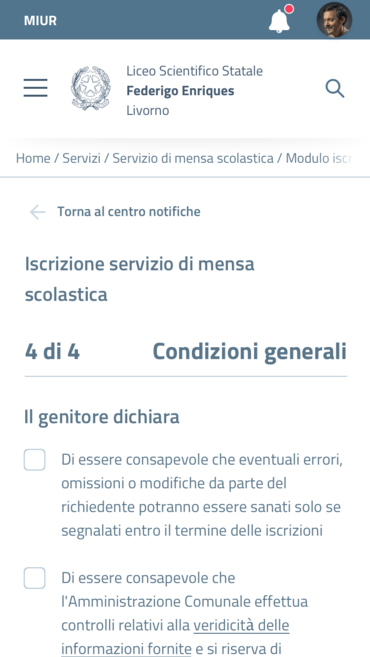 MIUR
Liceo Scientifico Statale
Federigo Enriques
Livorno
Home / Servizi / Servizio di mensa scolastica / Modulo iscr
Torna al centro notifiche
Iscrizione servizio di mensa
scolastica
4 di 4 Condizioni generali
Il genitore dichiara
Di essere consapevole che eventuali errori,
omissioni o modifiche da parte del
richiedente potranno essere sanati solo se
segnalati entro il termine delle iscrizioni
Di essere consapevole che
l'Amministrazione Comunale effettua
controlli relativi alla veridicità delle
informazioni fornite e si riserva di